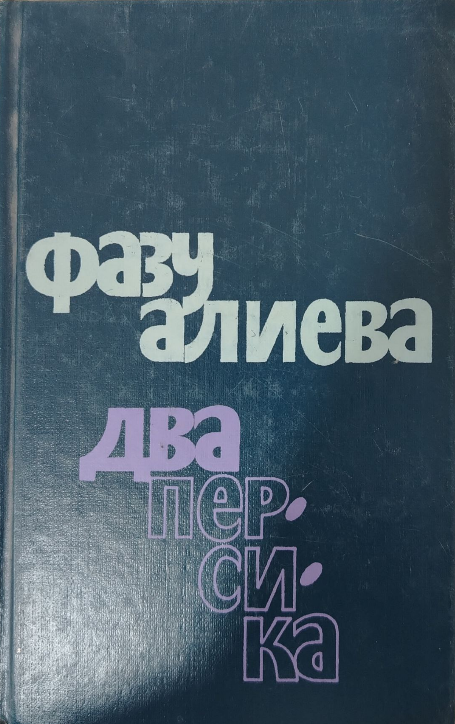 фазу
алиева
два
пер·
си·
ка